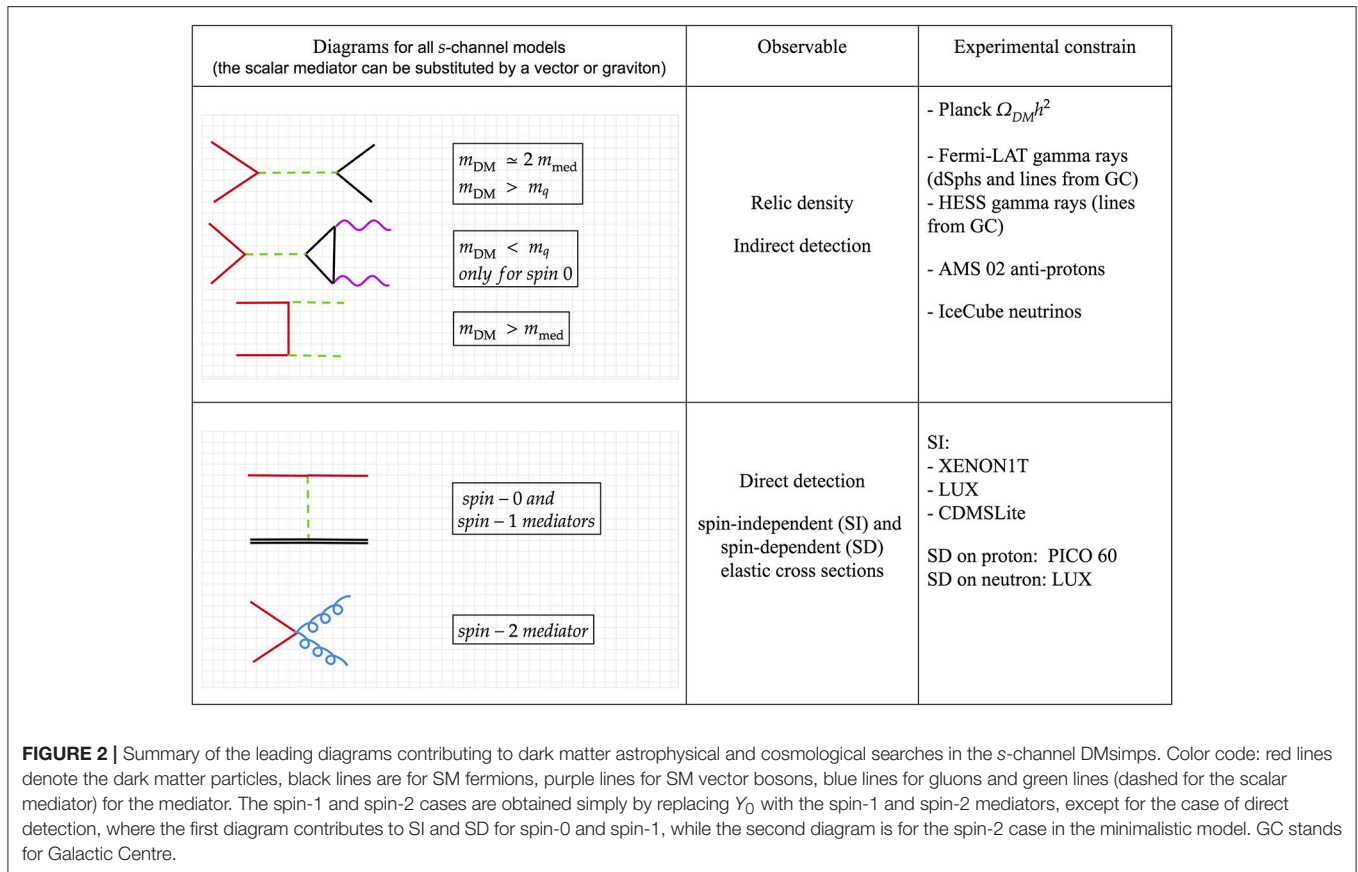 Diagrams for all s-channel models
(the scalar mediator can be substituted by a vector or graviton)
Observable
Experimental constrain
m_DM ≃ 2 m_med
m_DM > m_q
m_DM < m_q
only for spin 0
m_DM > m_med
Relic density
Indirect detection
- Planck Ω_DM h²
- Fermi-LAT gamma rays
(dSphs and lines from GC)
- HESS gamma rays (lines
from GC)
- AMS 02 anti-protons
- IceCube neutrinos
spin − 0 and
spin − 1 mediators
spin − 2 mediator
Direct detection
spin-independent (SI) and
spin-dependent (SD)
elastic cross sections
SI:
- XENON1T
- LUX
- CDMSLite
SD on proton: PICO 60
SD on neutron: LUX
FIGURE 2 | Summary of the leading diagrams contributing to dark matter astrophysical and cosmological searches in the s-channel DMsimps. Color code: red lines
denote the dark matter particles, black lines are for SM fermions, purple lines for SM vector bosons, blue lines for gluons and green lines (dashed for the scalar
mediator) for the mediator. The spin-1 and spin-2 cases are obtained simply by replacing Y₀ with the spin-1 and spin-2 mediators, except for the case of direct
detection, where the first diagram contributes to SI and SD for spin-0 and spin-1, while the second diagram is for the spin-2 case in the minimalistic model. GC stands
for Galactic Centre.